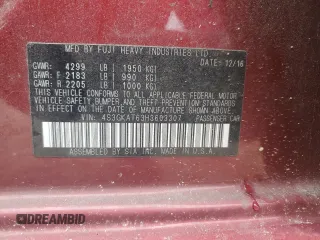 MFD. BY FUJI HEAVY INDUSTRIES LTD.
GVWR: 4299 LB ( 1950 KG) DATE: 12/16
GAWR: F 2183 LB ( 990 KG)
GAWR: R 2205 LB ( 1000 KG)
THIS VEHICLE CONFORMS TO ALL APPLICABLE FEDERAL MOTOR
VEHICLE SAFETY, BUMPER, AND THEFT PREVENTION STANDARDS
IN EFFECT ON THE DATE OF MANUFACTURE SHOWN ABOVE.
VIN: 4S3GKAT63H3603307 PASSENGER CAR
ASSEMBLED BY SIA INC. MADE IN U.S.A.
© DREAMBID